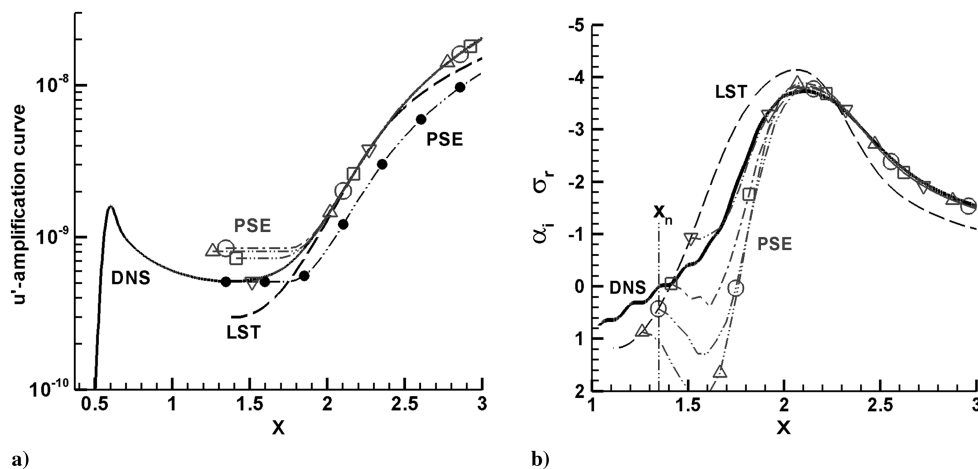 10⁻⁸
10⁻⁹
10⁻¹⁰
u'-amplification curve
DNS
PSE
LST
PSE
0.5 1 1.5 2 2.5 3
X
a)
-5
-4
-3
-2
-1
0
1
2
αᵢ σᵣ
LST
xₙ
DNS
PSE
1 1.5 2 2.5 3
X
b)